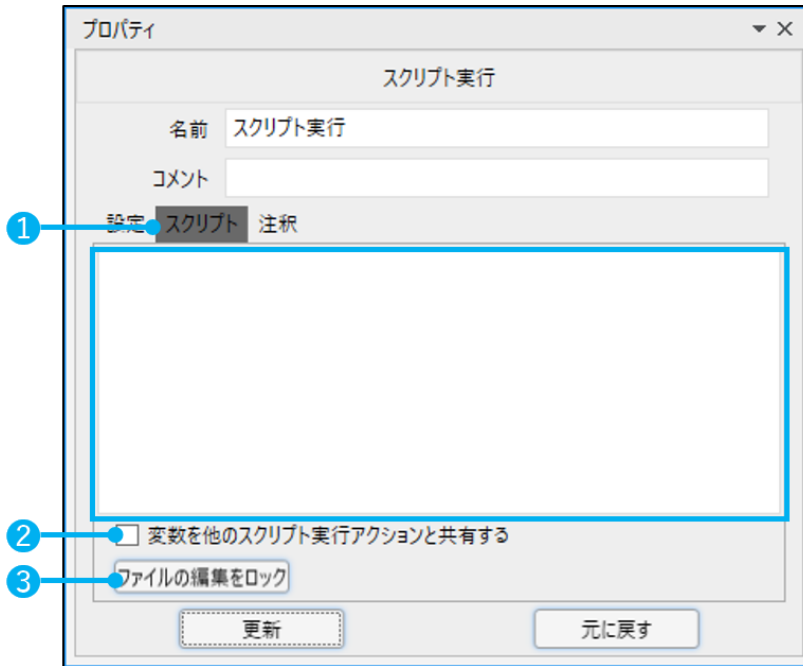 プロパティ
スクリプト実行
名前 スクリプト実行
コメント
1 設定 スクリプト 注釈
2 変数を他のスクリプト実行アクションと共有する
3 ファイルの編集をロック
更新 元に戻す